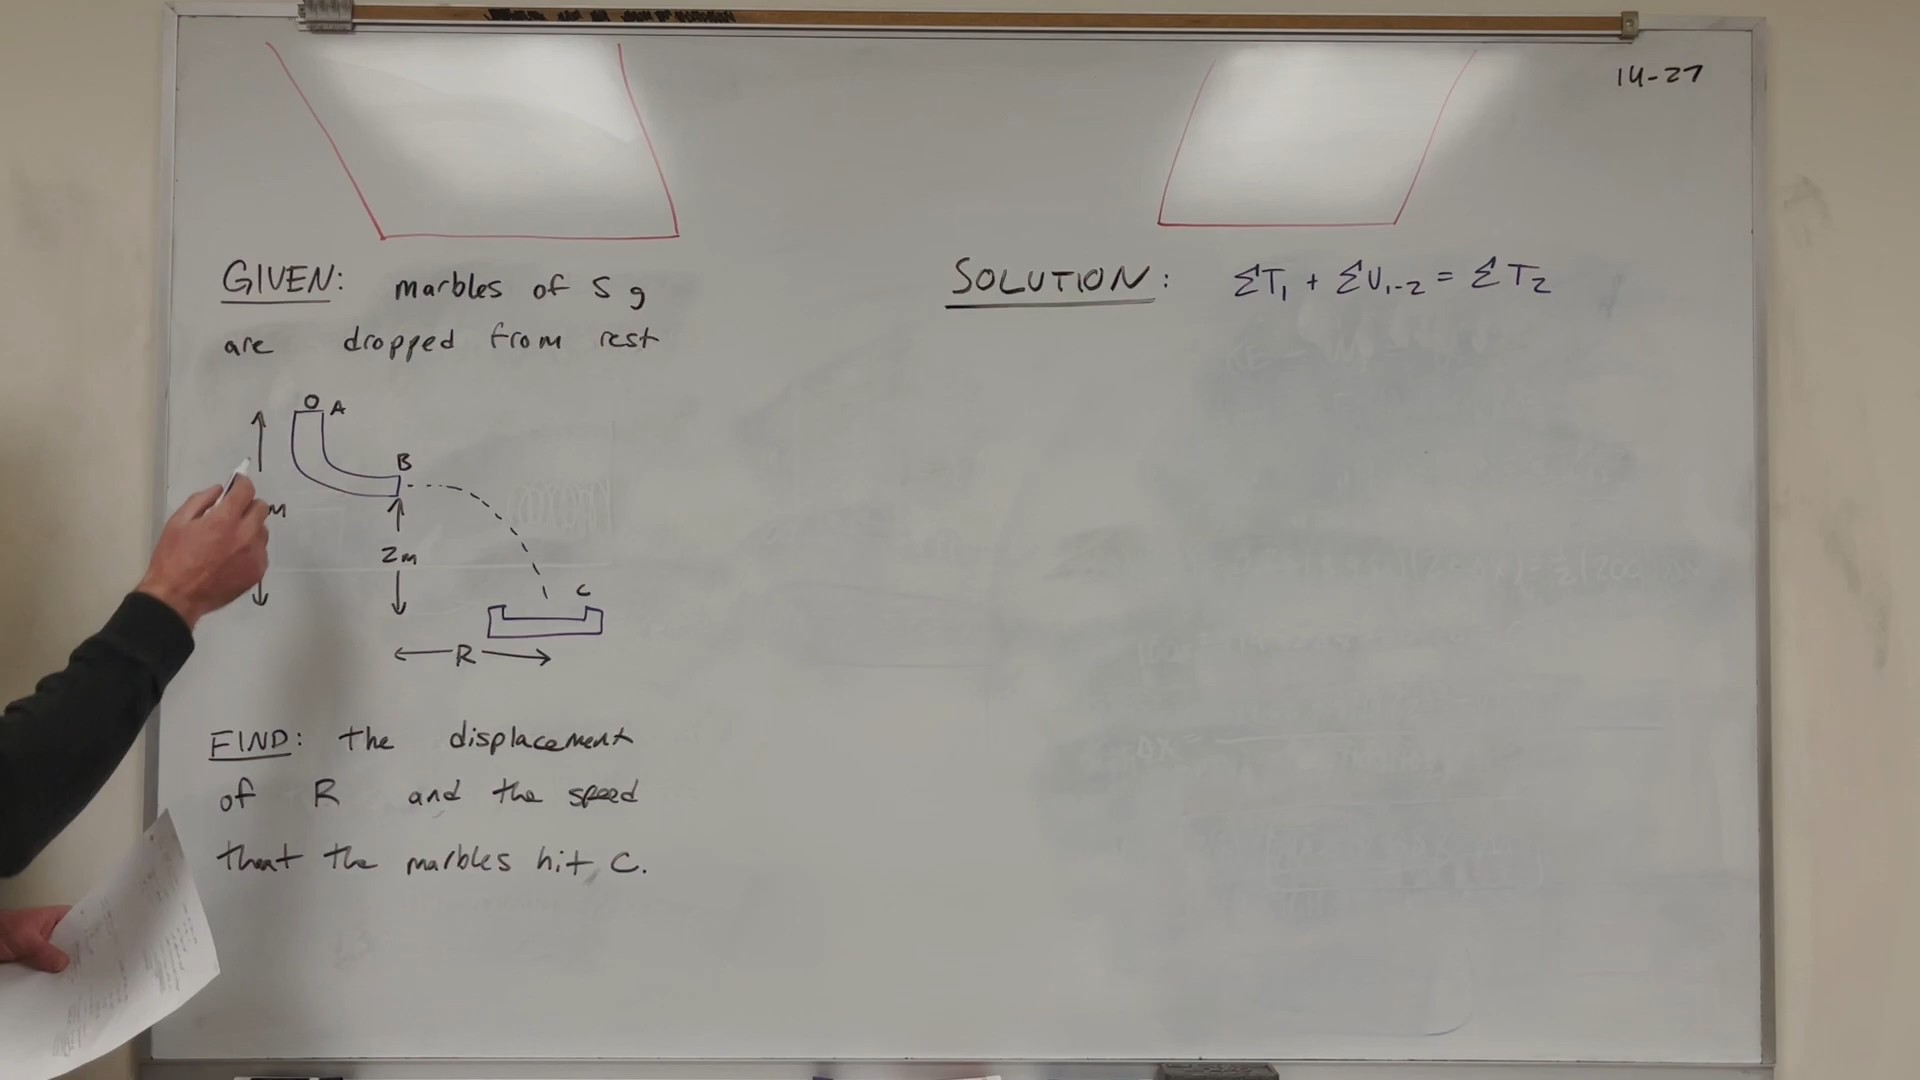 14-27
GIVEN: marbles of 5 g
are dropped from rest
A
B
m
2m
C
R
FIND: the displacement
of R and the speed
that the marbles hit C.
SOLUTION: ΣT₁ + ΣU₁₋₂ = ΣT₂